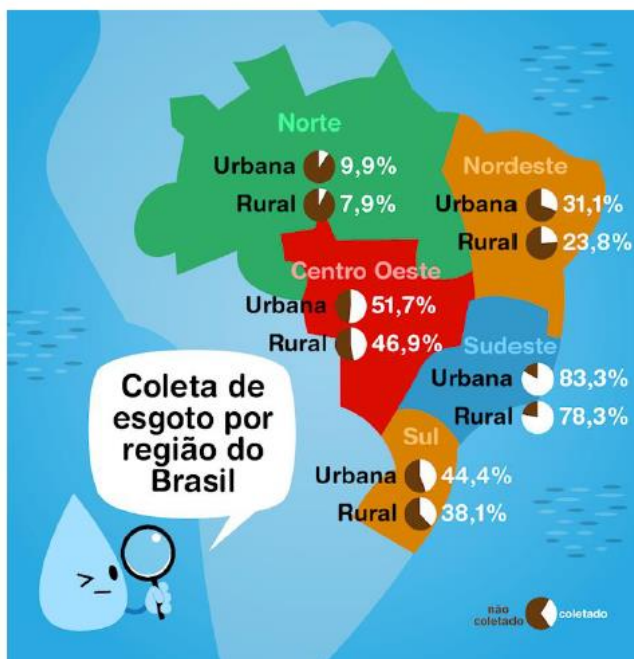 Norte
Urbana 9,9%
Rural 7,9%
Nordeste
Urbana 31,1%
Rural 23,8%
Centro Oeste
Urbana 51,7%
Rural 46,9%
Sudeste
Urbana 83,3%
Rural 78,3%
Sul
Urbana 44,4%
Rural 38,1%
Coleta de
esgoto por
região do
Brasil
não
coletado
coletado